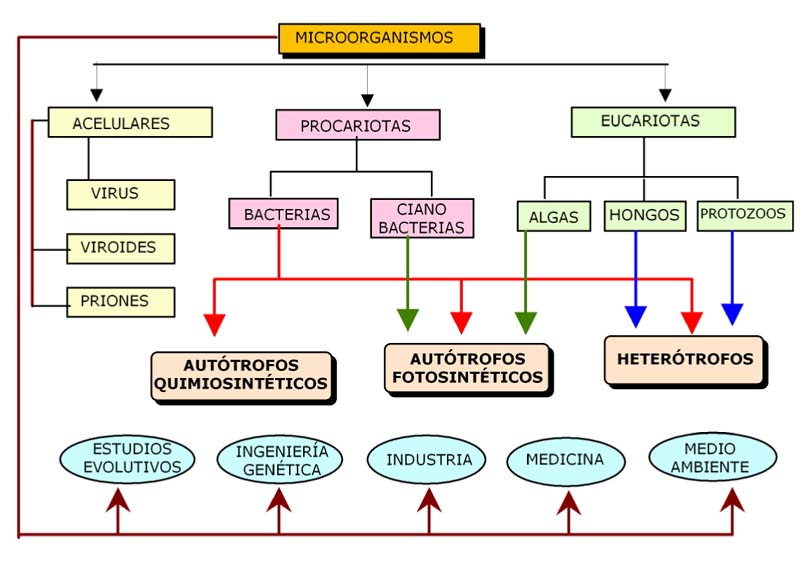 MICROORGANISMOS
ACELULARES
PROCARIOTAS
EUCARIOTAS
VIRUS
VIROIDES
PRIONES
BACTERIAS
CIANO
BACTERIAS
ALGAS
HONGOS
PROTOZOOS
AUTÓTROFOS
QUIMIOSINTÉTICOS
AUTÓTROFOS
FOTOSINTÉTICOS
HETERÓTROFOS
ESTUDIOS
EVOLUTIVOS
INGENIERÍA
GENÉTICA
INDUSTRIA
MEDICINA
MEDIO
AMBIENTE